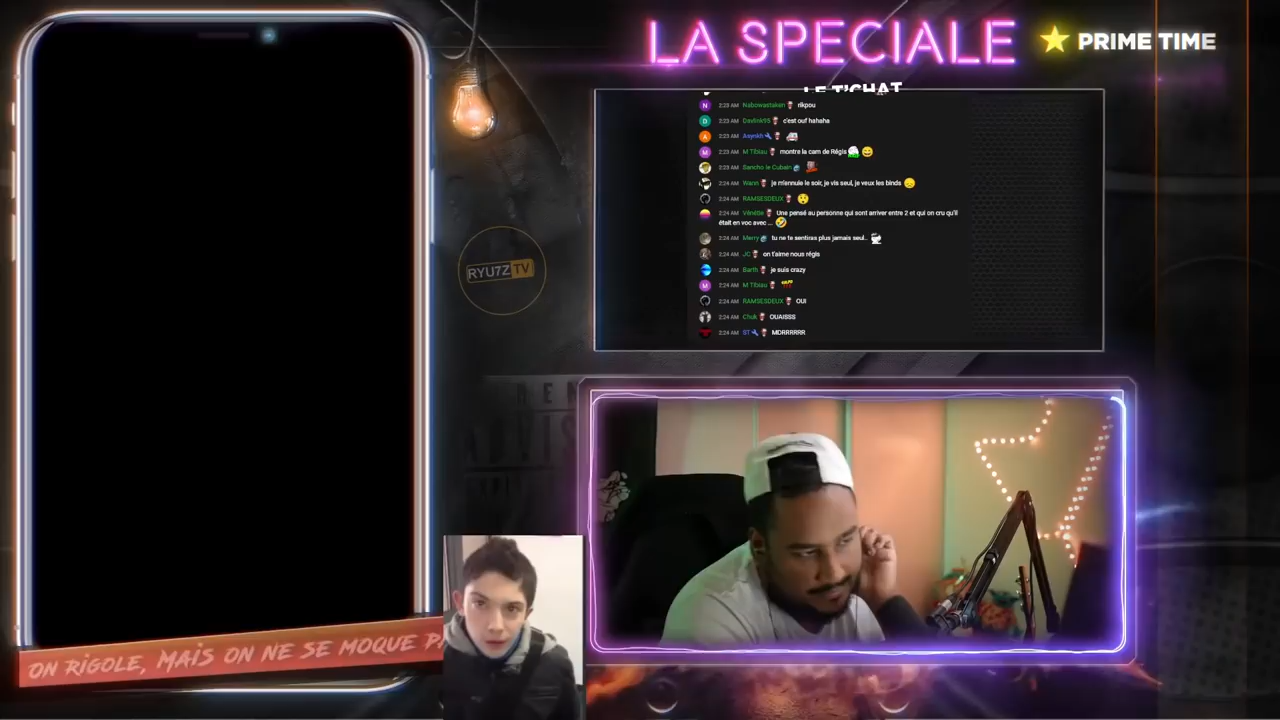 LA SPECIALE
PRIME TIME
LE T'CHAT
N 2:23 AM Nabowastaken rikpou
D 2:23 AM Davlink95 c'est ouf hahaha
A 2:23 AM Asynkh
M 2:23 AM M Tibiau montre la cam de Régis
2:23 AM Sancho le Cubain
2:24 AM Wann je m'ennuie le soir, je vis seul, je veux les binds
2:24 AM RAMSESDEUX
2:24 AM Vénède Une pensé au personne qui sont arriver entre 2 et qui on cru qu'il
était en voc avec ...
2:24 AM Merry tu ne te sentiras plus jamais seul..
2:24 AM JC on t'aime nous régis
2:24 AM Barth je suis crazy
M 2:24 AM M Tibiau
2:24 AM RAMSESDEUX OUI
2:24 AM Chuk OUAISSS
2:24 AM ST MDRRRRRR
RYU7Z TV
ON RIGOLE, MAIS ON NE SE MOQUE PA